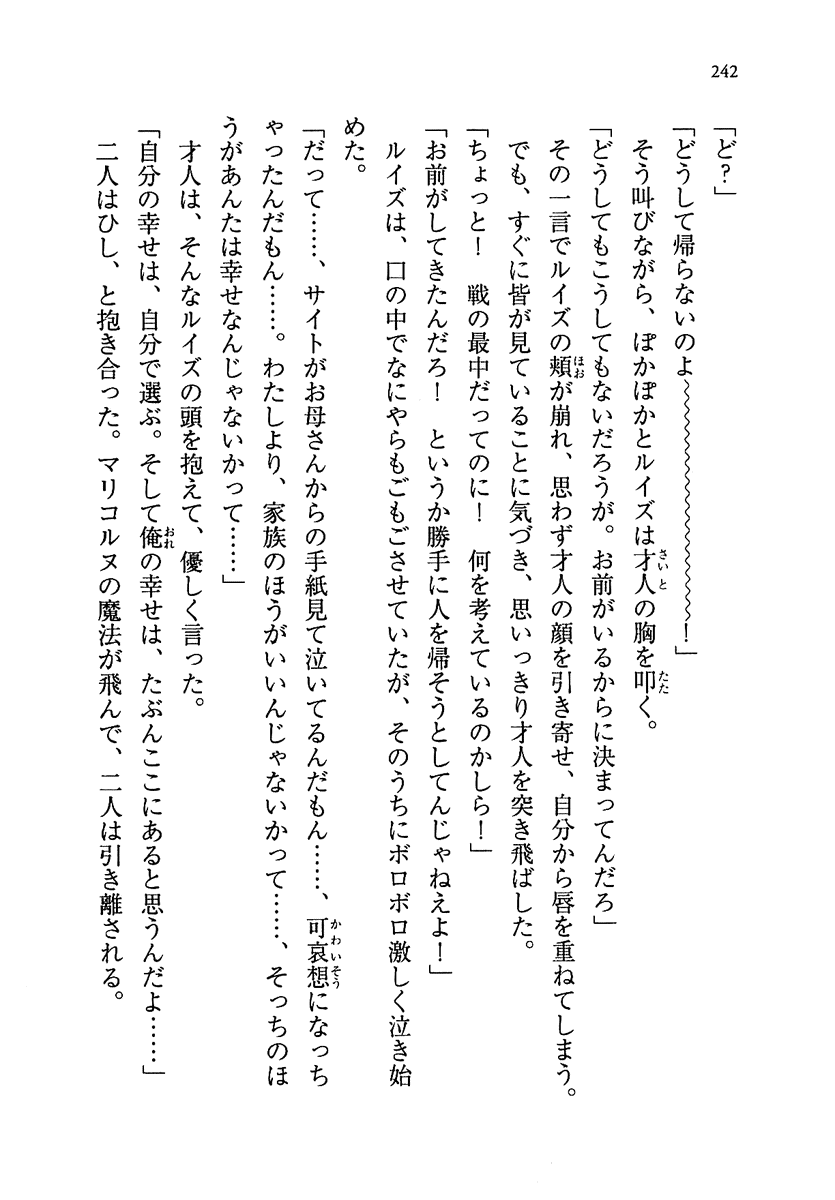 242
「ど？」
「どうして帰らないのよ〜〜〜〜〜〜〜〜〜〜〜〜！」
　そう叫びながら、ぽかぽかとルイズは才人の胸を叩く。
「どうしてもこうしてもないだろうが。お前がいるからに決まってんだろ」
　その一言でルイズの頬が崩れ、思わず才人の顔を引き寄せ、自分から唇を重ねてしまう。
　でも、すぐに皆が見ていることに気づき、思いっきり才人を突き飛ばした。
「ちょっと！　戦の最中だってのに！　何を考えているのかしら！」
「お前がしてきたんだろ！　というか勝手に人を帰そうとしてんじゃねえよ！」
　ルイズは、口の中でなにやらもごもごさせていたが、そのうちにボロボロ激しく泣き始
めた。
「だって……、サイトがお母さんからの手紙見て泣いてるんだもん……、可哀想になっち
ゃったんだもん……。わたしより、家族のほうがいいんじゃないかって……、そっちのほ
うがあんたは幸せなんじゃないかって……」
　才人は、そんなルイズの頭を抱えて、優しく言った。
「自分の幸せは、自分で選ぶ。そして俺の幸せは、たぶんここにあると思うんだよ……」
　二人はひし、と抱き合った。マリコルヌの魔法が飛んで、二人は引き離される。